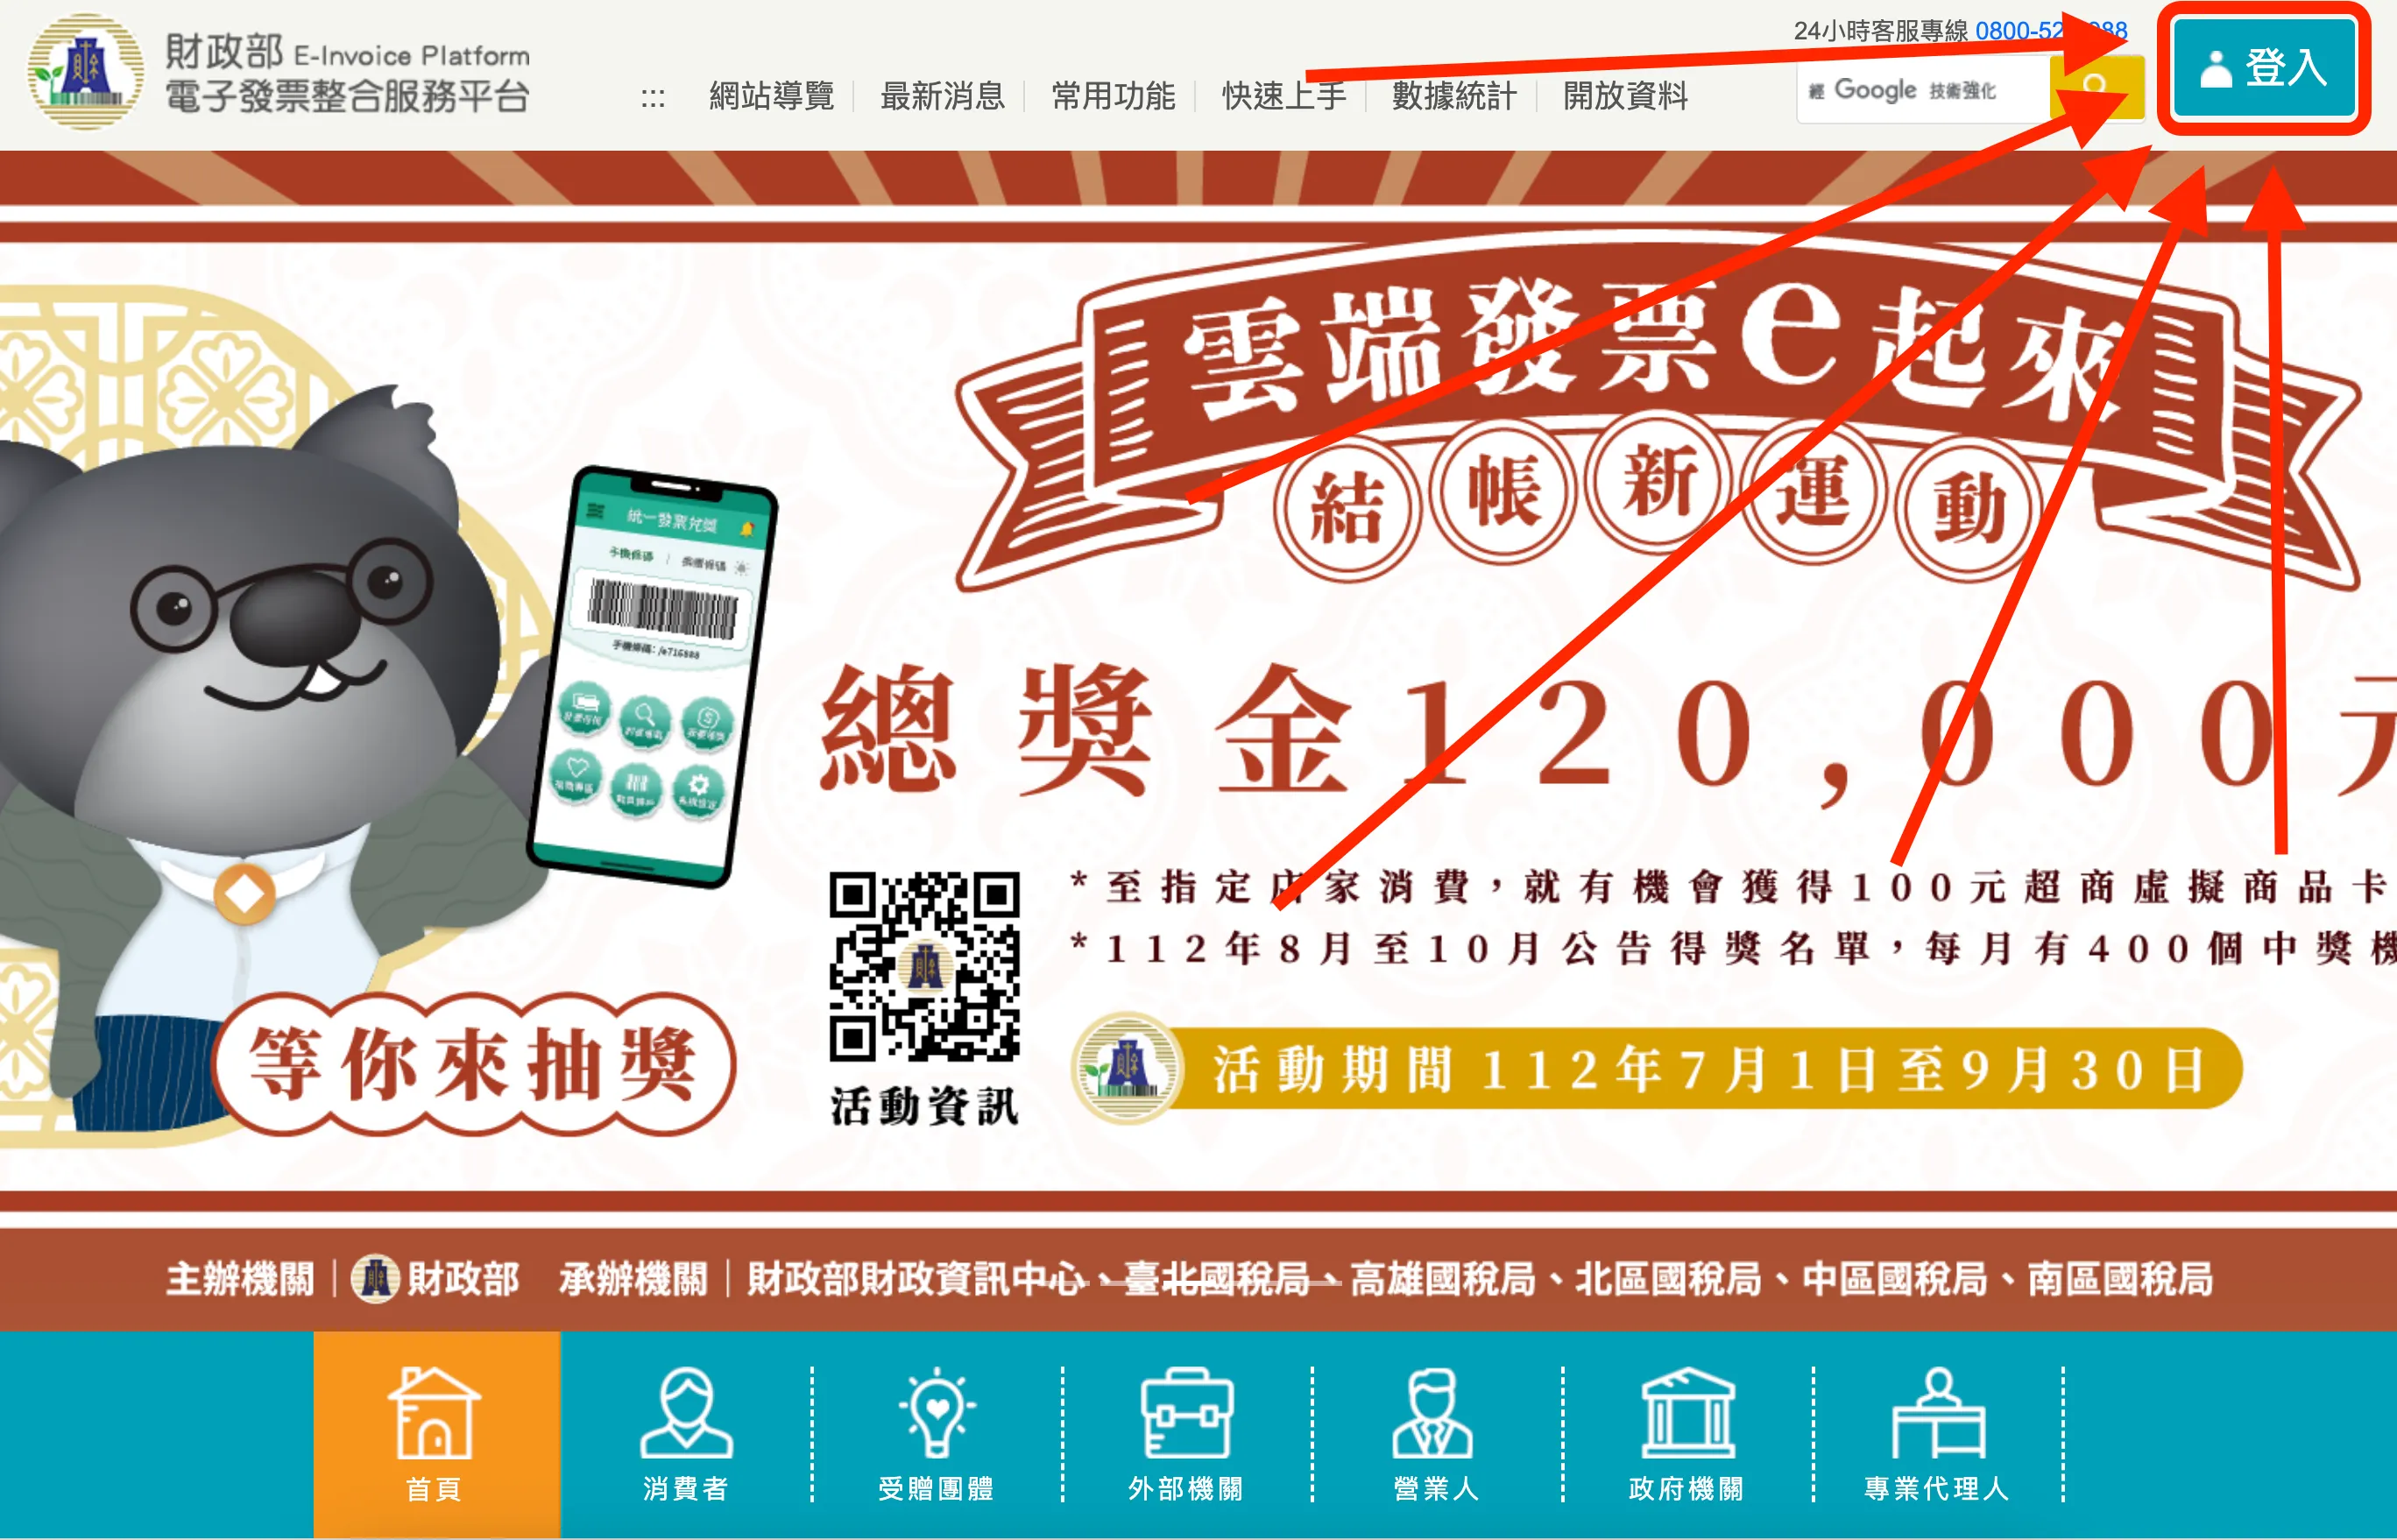 財政部 E-Invoice Platform
電子發票整合服務平台
網站導覽
最新消息
常用功能
快速上手
數據統計
開放資料
24小時客服專線
經 Google 技術強化
登入
雲端發票e起來
結帳新運動
統一發票兌獎
手機條碼
手機條碼：/e716888
總獎金120,000元
*至指定店家消費，就有機會獲得100元超商虛擬商品卡
*112年8月至10月公告得獎名單，每月有400個中獎機
活動期間112年7月1日至9月30日
等你來抽獎
活動資訊
主辦機關｜財政部 承辦機關｜財政部財政資訊中心、臺北國稅局、高雄國稅局、北區國稅局、中區國稅局、南區國稅局
首頁
消費者
受贈團體
外部機關
營業人
政府機關
專業代理人